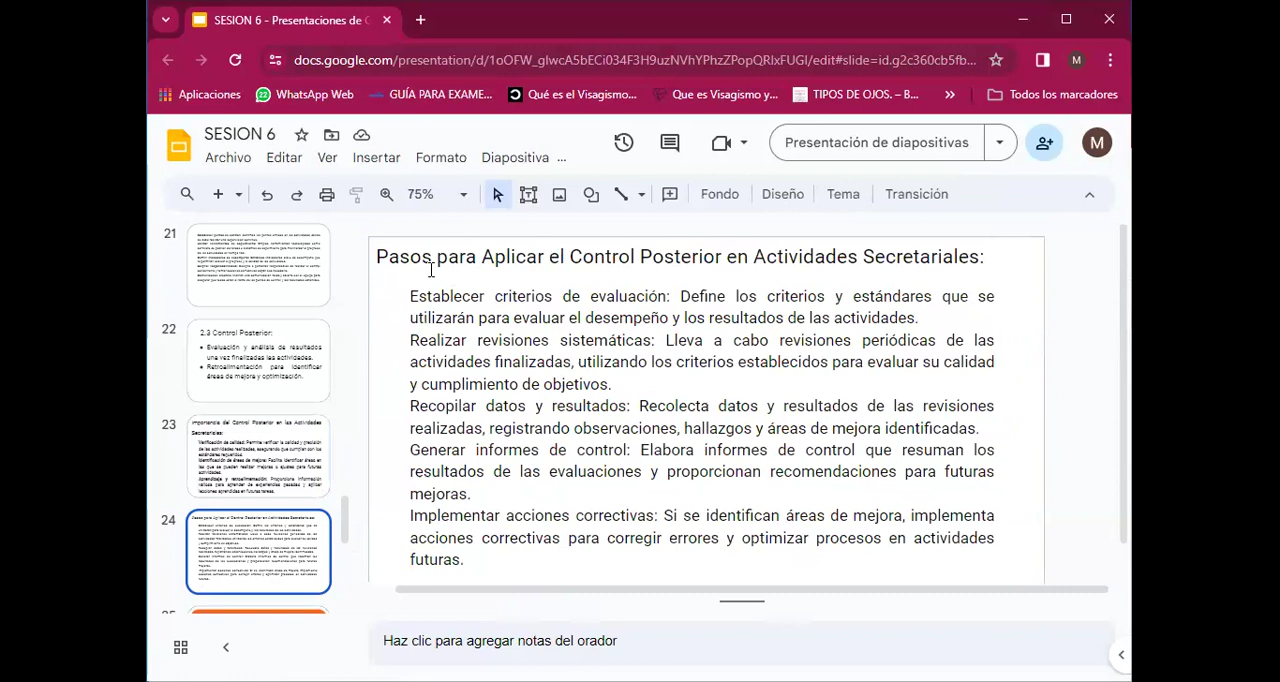 SESION 6 - Presentaciones de
docs.google.com/presentation/d/1oOFW_glwcA5bECi034F3H9uzNVhYPhzZPopQRlxFUGI/edit#slide=id.g2c360cb5fb...
M
Aplicaciones
WhatsApp Web
GUÍA PARA EXAME...
Qué es el Visagismo...
Que es Visagismo y...
TIPOS DE OJOS. – B...
Todos los marcadores
SESION 6
Archivo Editar Ver Insertar Formato Diapositiva ...
Presentación de diapositivas
M
75%
Fondo Diseño Tema Transición
21
22
2.3 Control Posterior:
Evaluación y análisis de resultados
una vez finalizadas las actividades.
Retroalimentación para identificar
áreas de mejora y optimización.
23
Importancia del Control Posterior en las Actividades
Secretariales:
24
Pasos para Aplicar el Control Posterior en Actividades Secretariales:
Establecer criterios de evaluación: Define los criterios y estándares que se
utilizarán para evaluar el desempeño y los resultados de las actividades.
Realizar revisiones sistemáticas: Lleva a cabo revisiones periódicas de las
actividades finalizadas, utilizando los criterios establecidos para evaluar su calidad
y cumplimiento de objetivos.
Recopilar datos y resultados: Recolecta datos y resultados de las revisiones
realizadas, registrando observaciones, hallazgos y áreas de mejora identificadas.
Generar informes de control: Elabora informes de control que resuman los
resultados de las evaluaciones y proporcionan recomendaciones para futuras
mejoras.
Implementar acciones correctivas: Si se identifican áreas de mejora, implementa
acciones correctivas para corregir errores y optimizar procesos en actividades
futuras.
Haz clic para agregar notas del orador